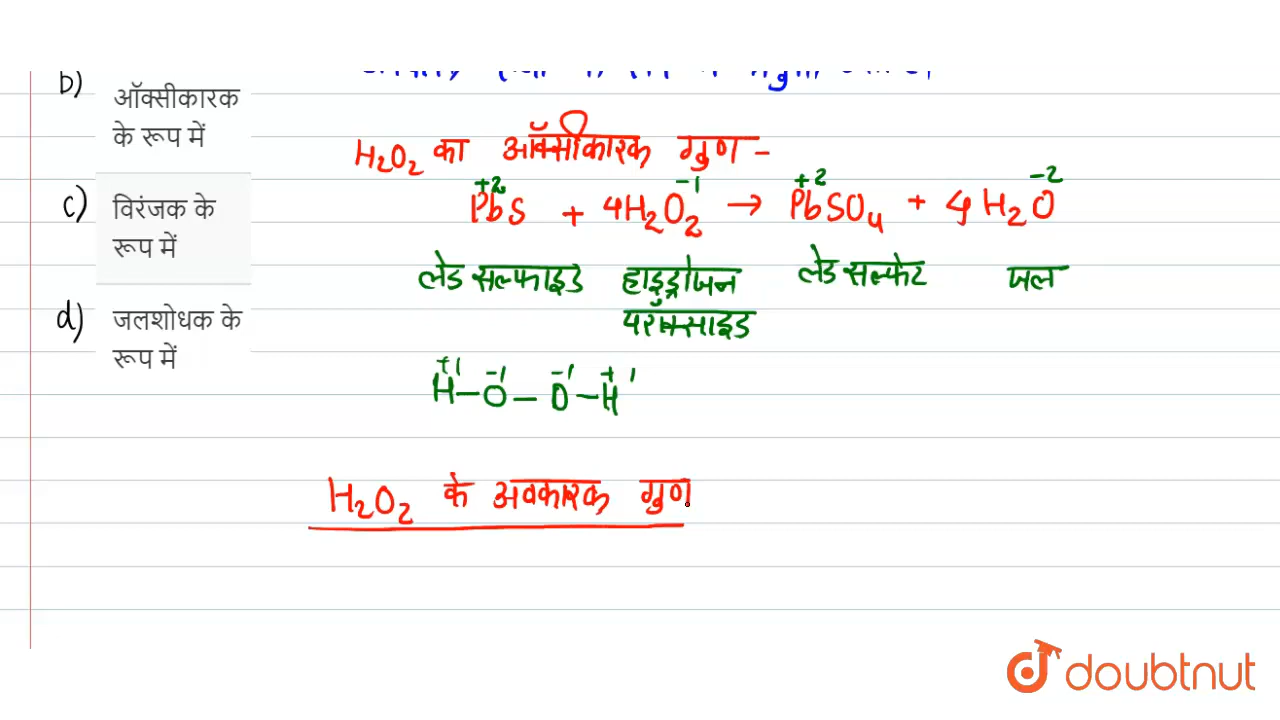 b)
ऑक्सीकारक
के रूप में
H₂O₂ का ऑक्सीकारक गुण -
c) विरंजक के
रूप में
+2 -1 +2 -2
PbS + 4H₂O₂ → PbSO₄ + 4H₂O
लेड सल्फाइड हाइड्रोजन लेड सल्फेट जल
परॉक्साइड
d) जलशोधक के
रूप में
+1 -1 -1 +1
H-O-O-H
H₂O₂ के अवकारक गुण
doubtnut